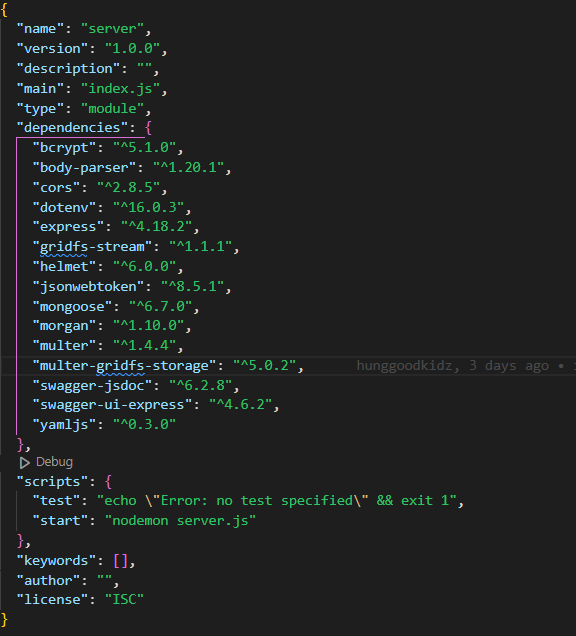 {
"name": "server",
"version": "1.0.0",
"description": "",
"main": "index.js",
"type": "module",
"dependencies": {
"bcrypt": "^5.1.0",
"body-parser": "^1.20.1",
"cors": "^2.8.5",
"dotenv": "^16.0.3",
"express": "^4.18.2",
"gridfs-stream": "^1.1.1",
"helmet": "^6.0.0",
"jsonwebtoken": "^8.5.1",
"mongoose": "^6.7.0",
"morgan": "^1.10.0",
"multer": "^1.4.4",
"multer-gridfs-storage": "^5.0.2", hunggoodkidz, 3 days ago •
"swagger-jsdoc": "^6.2.8",
"swagger-ui-express": "^4.6.2",
"yamljs": "^0.3.0"
},
Debug
"scripts": {
"test": "echo \"Error: no test specified\" && exit 1",
"start": "nodemon server.js"
},
"keywords": [],
"author": "",
"license": "ISC"
}